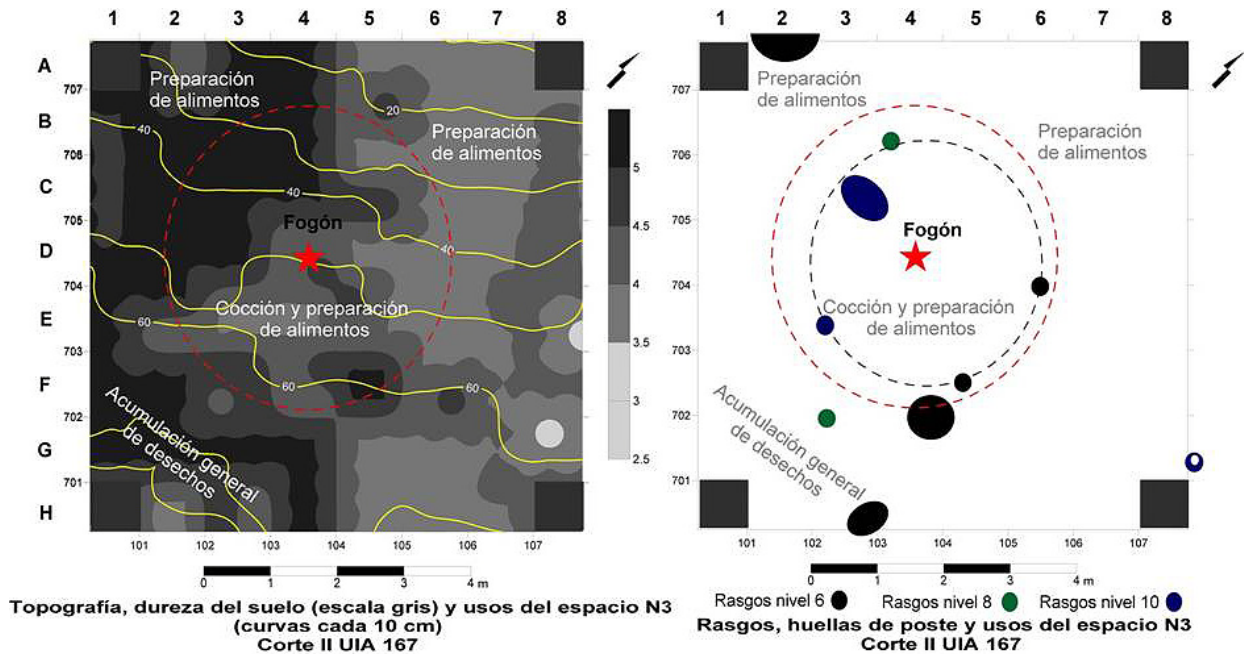 1 2 3 4 5 6 7 8
A
B
C
D
E
F
G
H
707
706
705
704
703
702
701
Preparación
de alimentos
20
40
Preparación
de alimentos
40
Fogón
40
Cocción y preparación
de alimentos
60
60
60
Acumulación general
de desechos
5
4.5
4
3.5
3
2.5
101 102 103 104 105 106 107
0 1 2 3 4 m
Topografía, dureza del suelo (escala gris) y usos del espacio N3
(curvas cada 10 cm)
Corte II UIA 167
1 2 3 4 5 6 7 8
707
706
705
704
703
702
701
Preparación
de alimentos
Preparación
de alimentos
Fogón
Cocción y preparación
de alimentos
Acumulación general
de desechos
101 102 103 104 105 106 107
0 1 2 3 4 m
Rasgos nivel 6 Rasgos nivel 8 Rasgos nivel 10
Rasgos, huellas de poste y usos del espacio N3
Corte II UIA 167